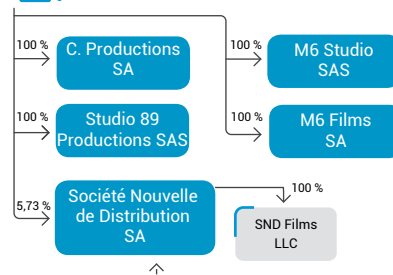 100 %
C. Productions
SA
100 %
M6 Studio
SAS
100 %
Studio 89
Productions SAS
100 %
M6 Films
SA
5,73 %
Société Nouvelle
de Distribution
SA
100 %
SND Films
LLC